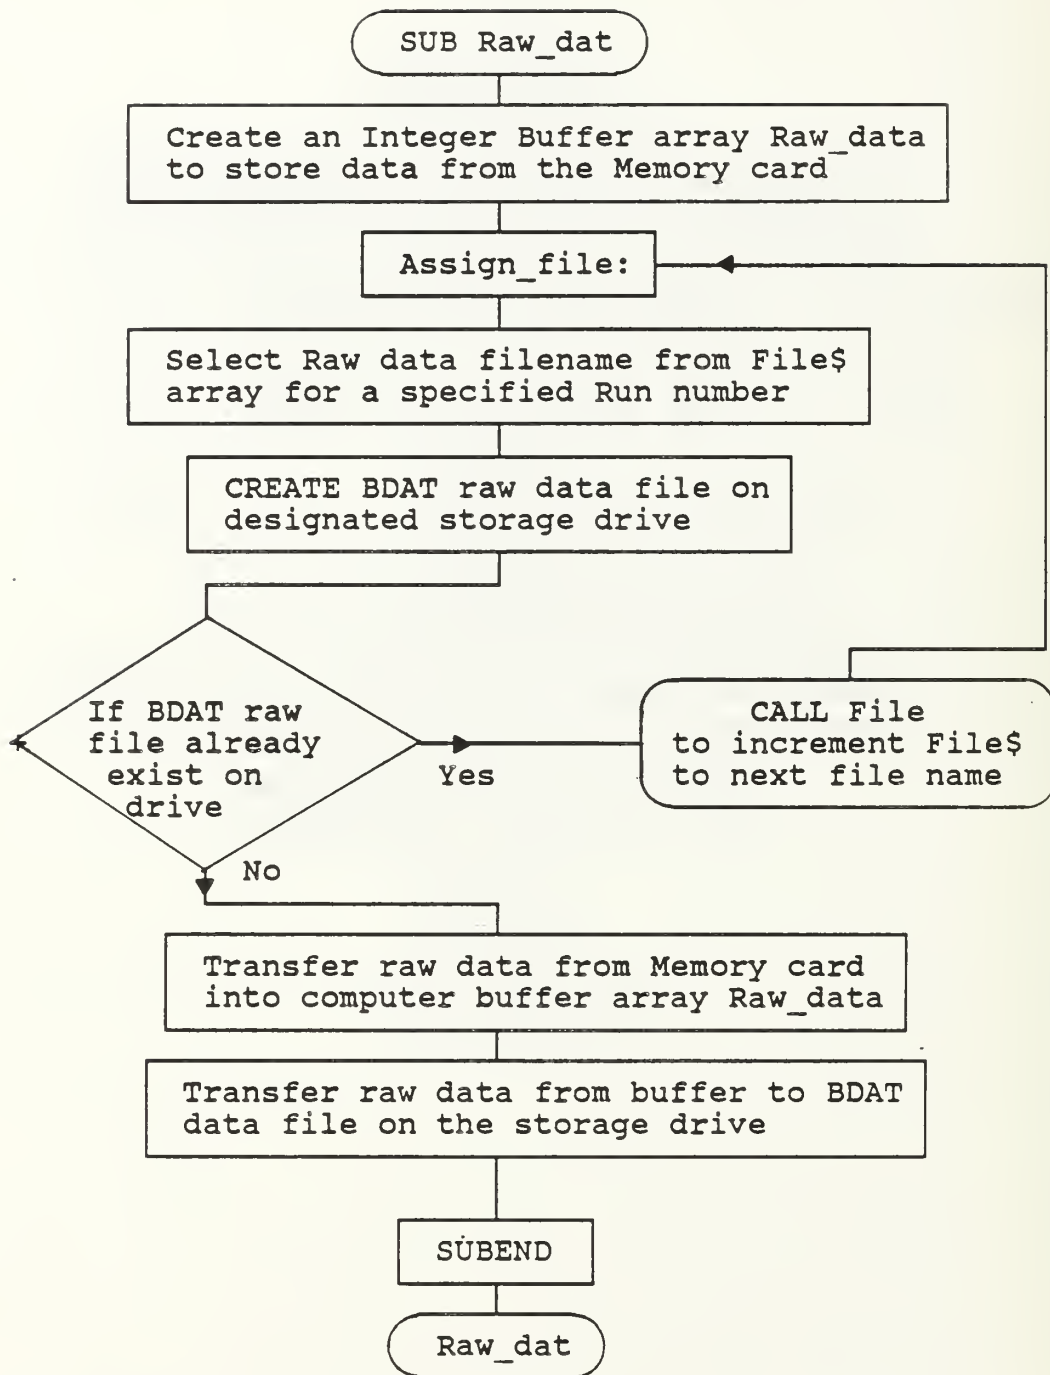 SUB Raw_dat
Create an Integer Buffer array Raw_data
to store data from the Memory card
Assign_file:
Select Raw data filename from File$
array for a specified Run number
CREATE BDAT raw data file on
designated storage drive
If BDAT raw
file already
exist on
drive
Yes
CALL File
to increment File$
to next file name
No
Transfer raw data from Memory card
into computer buffer array Raw_data
Transfer raw data from buffer to BDAT
data file on the storage drive
SUBEND
Raw_dat